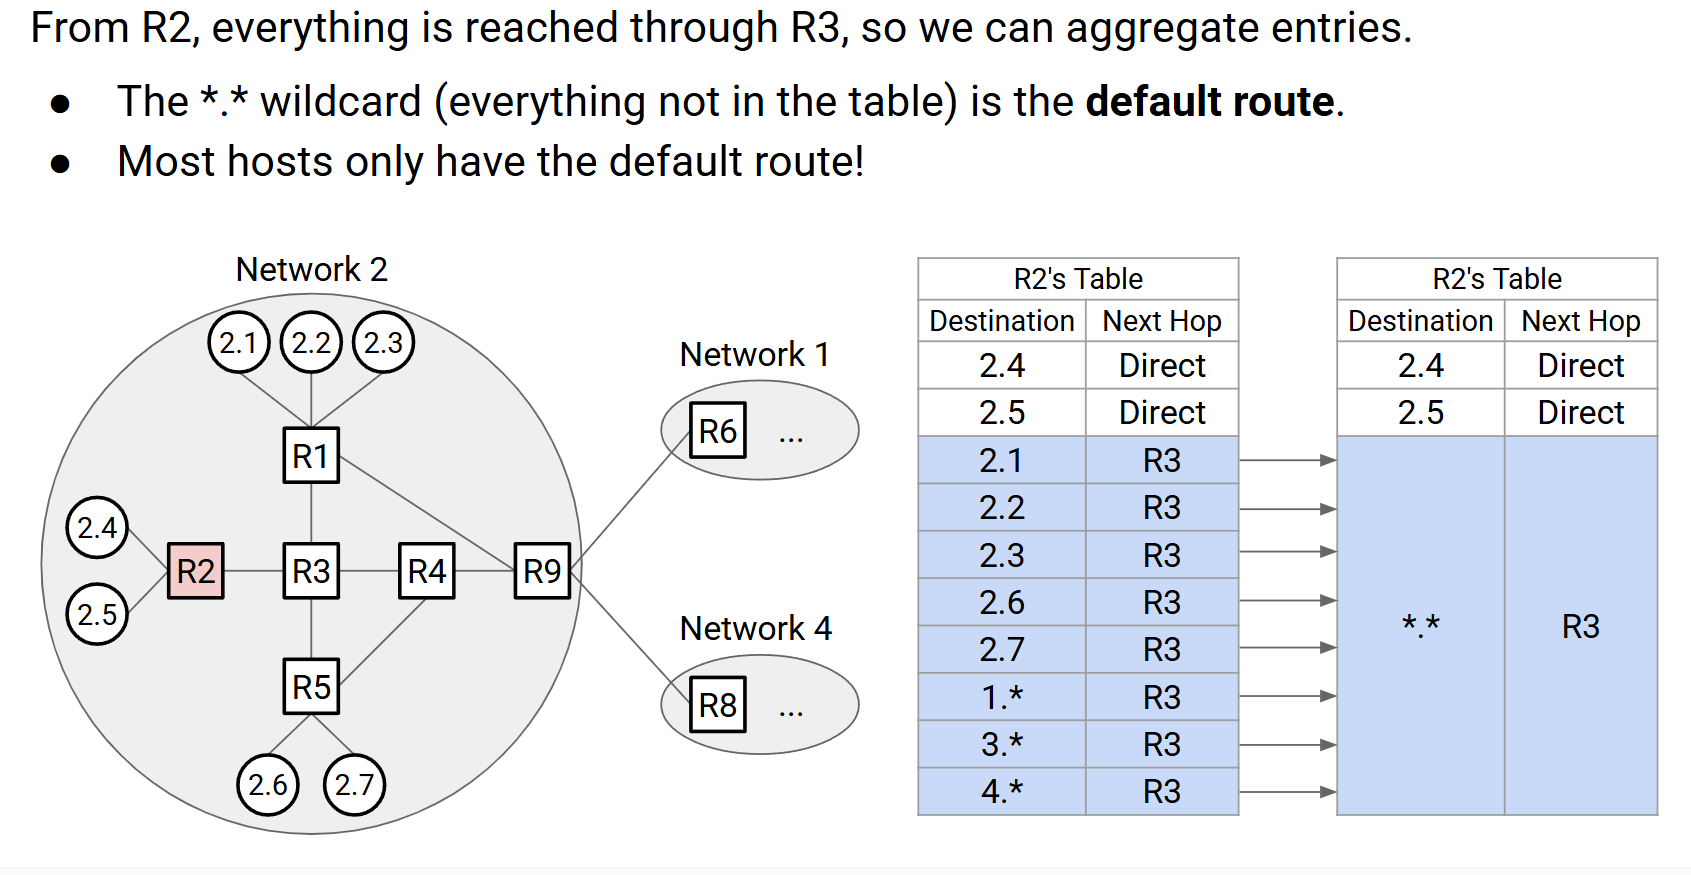 From R2, everything is reached through R3, so we can aggregate entries.
● The *.* wildcard (everything not in the table) is the default route.
● Most hosts only have the default route!
Network 2
2.1 2.2 2.3
R1
2.4
2.5
R2 R3 R4 R9
R5
2.6 2.7
Network 1
R6 ...
Network 4
R8 ...
R2's Table
Destination Next Hop
2.4 Direct
2.5 Direct
2.1 R3
2.2 R3
2.3 R3
2.6 R3
2.7 R3
1.* R3
3.* R3
4.* R3
R2's Table
Destination Next Hop
2.4 Direct
2.5 Direct
*.* R3